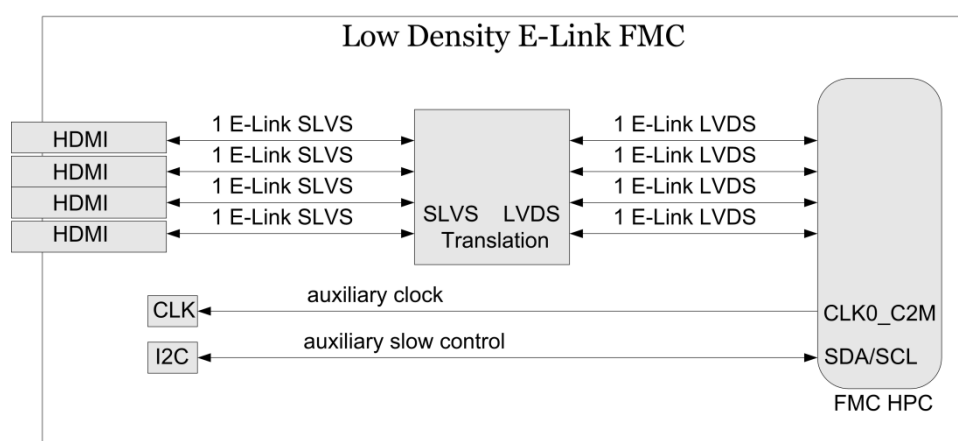 Low Density E-Link FMC
HDMI
1 E-Link SLVS
1 E-Link LVDS
HDMI
1 E-Link SLVS
1 E-Link LVDS
HDMI
1 E-Link SLVS
1 E-Link LVDS
HDMI
1 E-Link SLVS
1 E-Link LVDS
SLVS LVDS
Translation
CLK
auxiliary clock
CLK0_C2M
I2C
auxiliary slow control
SDA/SCL
FMC HPC